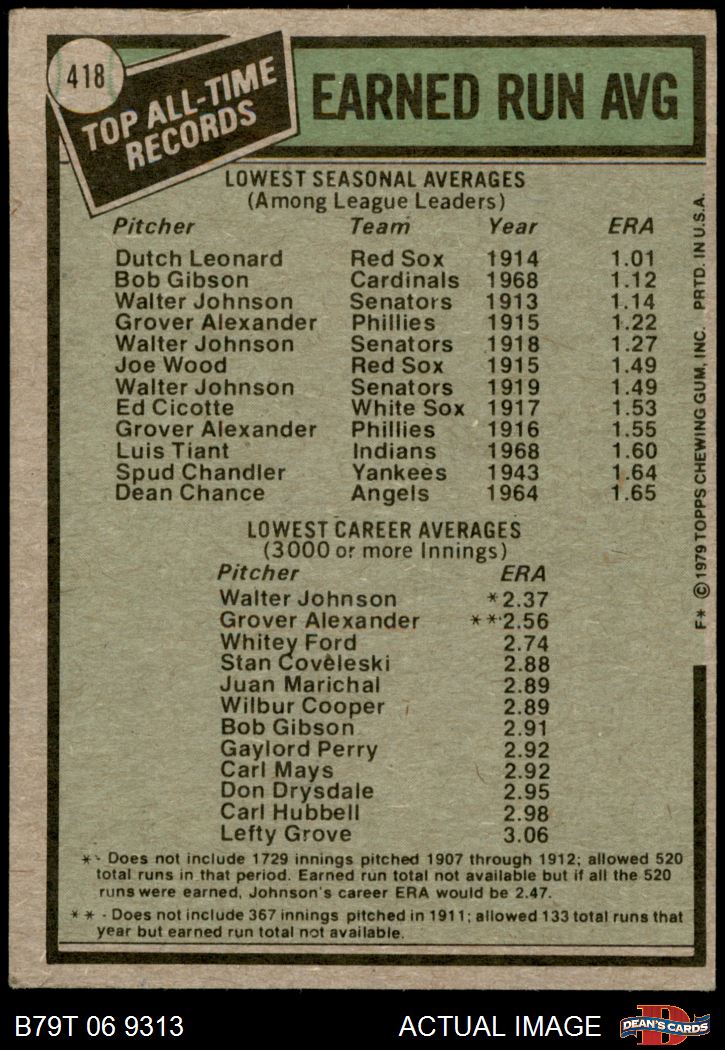 418
TOP ALL-TIME
RECORDS
EARNED RUN AVG
LOWEST SEASONAL AVERAGES
(Among League Leaders)
Pitcher Team Year ERA
Dutch Leonard Red Sox 1914 1.01
Bob Gibson Cardinals 1968 1.12
Walter Johnson Senators 1913 1.14
Grover Alexander Phillies 1915 1.22
Walter Johnson Senators 1918 1.27
Joe Wood Red Sox 1915 1.49
Walter Johnson Senators 1919 1.49
Ed Cicotte White Sox 1917 1.53
Grover Alexander Phillies 1916 1.55
Luis Tiant Indians 1968 1.60
Spud Chandler Yankees 1943 1.64
Dean Chance Angels 1964 1.65
LOWEST CAREER AVERAGES
(3000 or more Innings)
Pitcher ERA
Walter Johnson *2.37
Grover Alexander **2.56
Whitey Ford 2.74
Stan Coveleski 2.88
Juan Marichal 2.89
Wilbur Cooper 2.89
Bob Gibson 2.91
Gaylord Perry 2.92
Carl Mays 2.92
Don Drysdale 2.95
Carl Hubbell 2.98
Lefty Grove 3.06
* - Does not include 1729 innings pitched 1907 through 1912; allowed 520
total runs in that period. Earned run total not available but if all the 520
runs were earned, Johnson's career ERA would be 2.47.
** - Does not include 367 innings pitched in 1911; allowed 133 total runs that
year but earned run total not available.
F* © 1979 TOPPS CHEWING GUM, INC. PRTD. IN U.S.A.
B79T 06 9313
ACTUAL IMAGE
D
DEAN'S CARDS